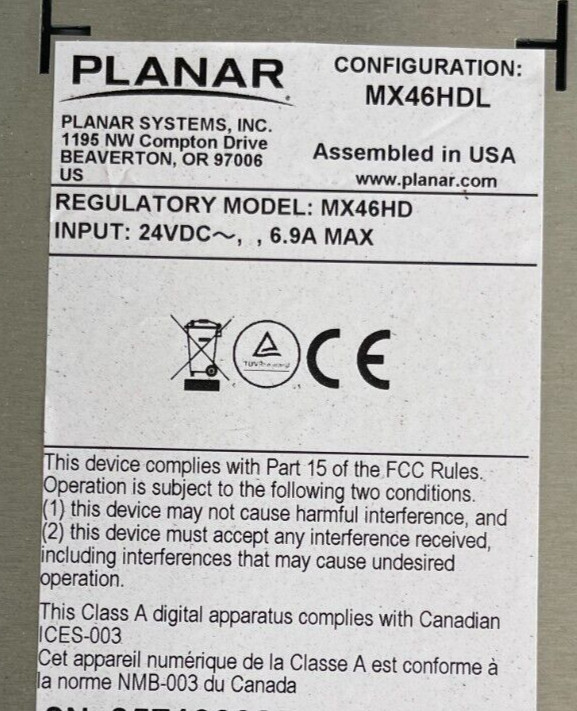 PLANAR
PLANAR SYSTEMS, INC.
1195 NW Compton Drive
BEAVERTON, OR 97006
US
CONFIGURATION:
MX46HDL
Assembled in USA
www.planar.com
REGULATORY MODEL: MX46HD
INPUT: 24VDC～, , 6.9A MAX
CE
This device complies with Part 15 of the FCC Rules.
Operation is subject to the following two conditions.
(1) this device may not cause harmful interference, and
(2) this device must accept any interference received,
including interferences that may cause undesired
operation.
This Class A digital apparatus complies with Canadian
ICES-003
Cet appareil numérique de la Classe A est conforme à
la norme NMB-003 du Canada